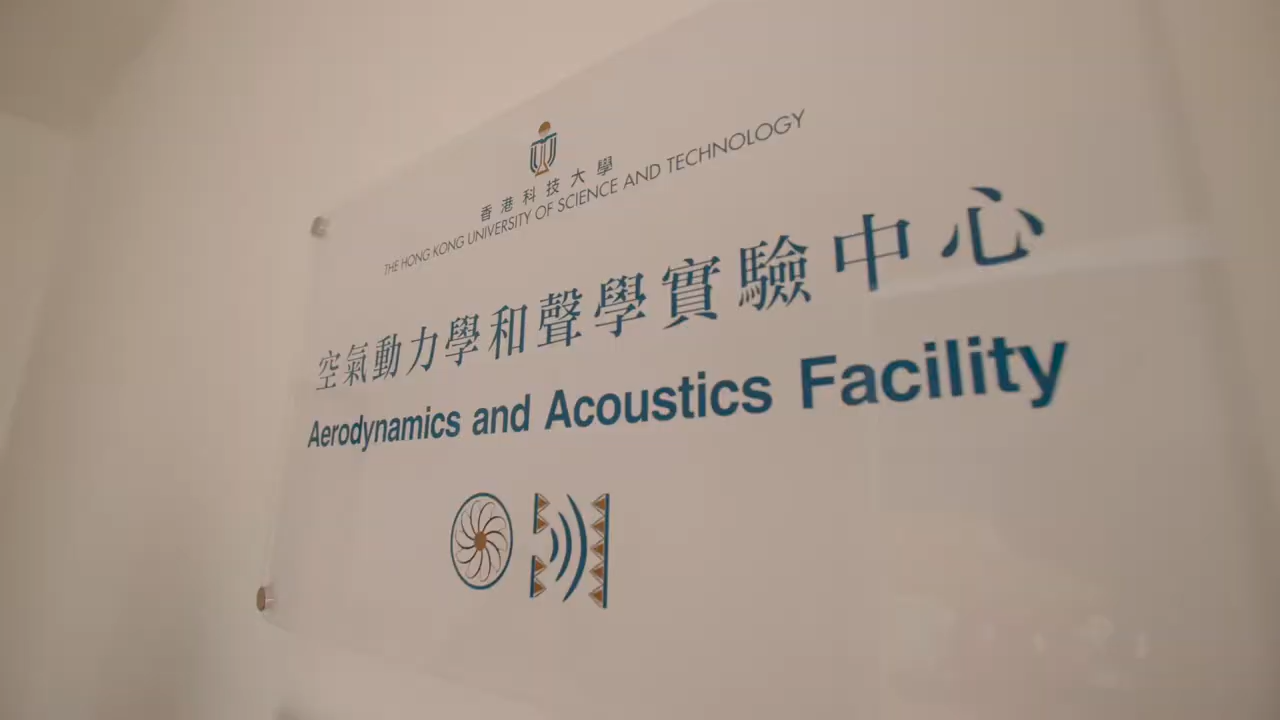 香港科技大學
THE HONG KONG UNIVERSITY OF SCIENCE AND TECHNOLOGY
空氣動力學和聲學實驗中心
Aerodynamics and Acoustics Facility